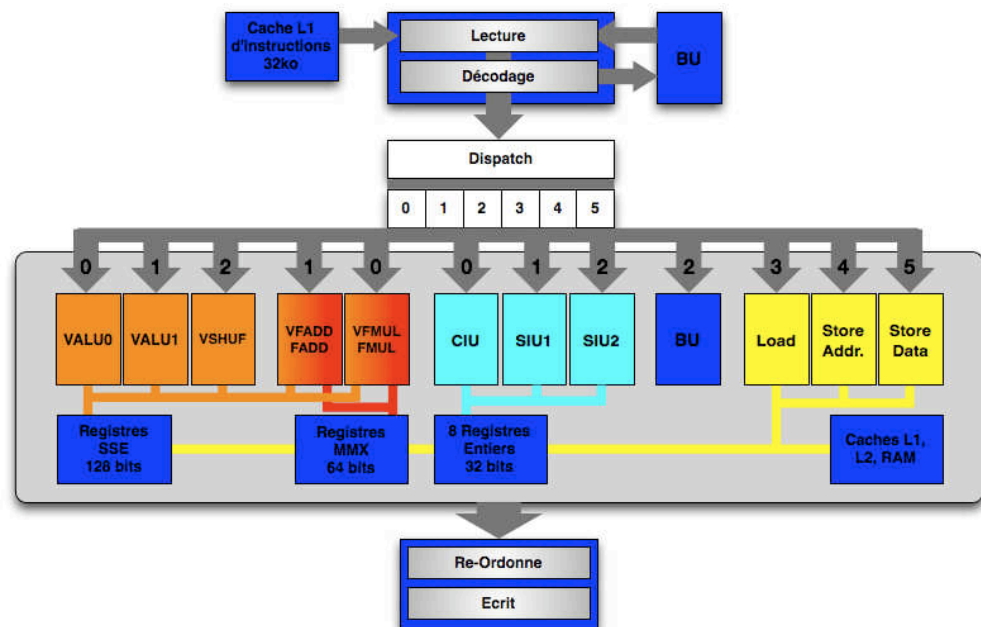 Cache L1
d'instructions
32ko
Lecture
Décodage
BU
Dispatch
0 1 2 3 4 5
0 1 2 1 0 0 1 2 2 3 4 5
VALU0
VALU1
VSHUF
VFADD
FADD
VFMUL
FMUL
CIU
SIU1
SIU2
BU
Load
Store
Addr.
Store
Data
Registres
SSE
128 bits
Registres
MMX
64 bits
8 Registres
Entiers
32 bits
Caches L1,
L2, RAM
Re-Ordonne
Ecrit